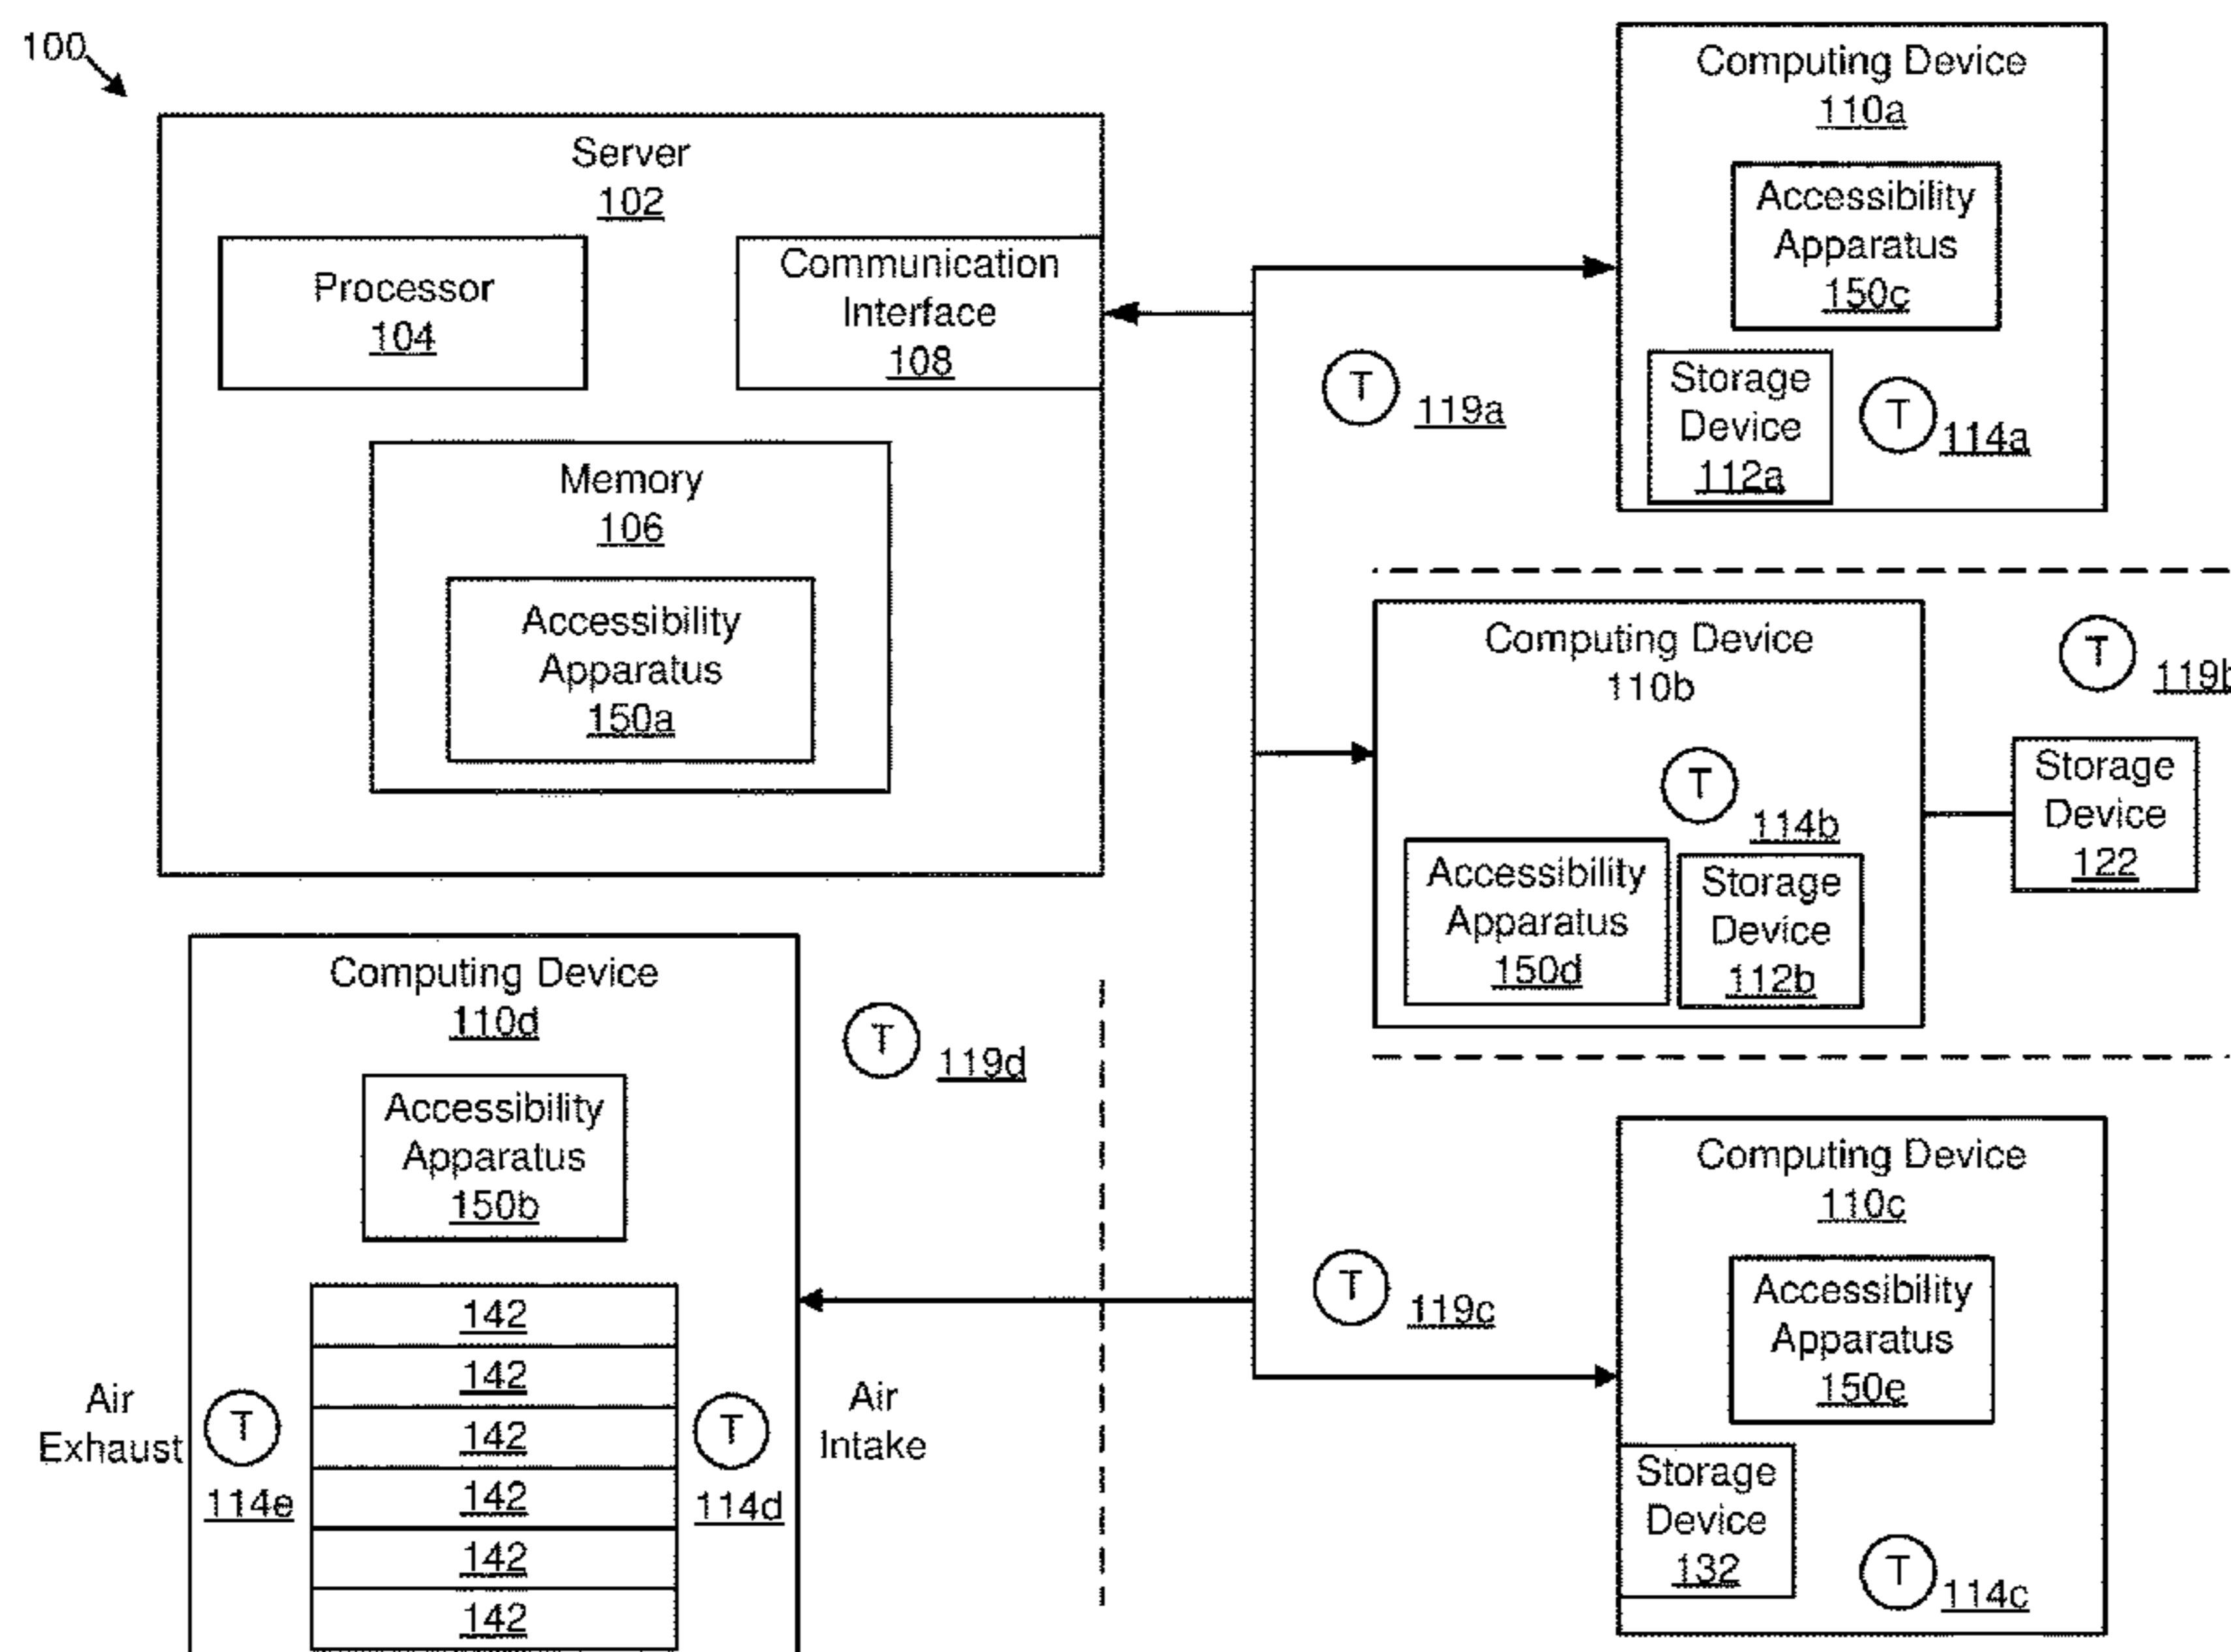 100
Server
102
Processor
104
Communication
Interface
108
Memory
106
Accessibility
Apparatus
150a
Computing Device
110a
Accessibility
Apparatus
150c
Storage
Device
112a
T
114a
T
119a
Computing Device
110b
T
114b
Accessibility
Apparatus
150d
Storage
Device
112b
T
119b
Storage
Device
122
Computing Device
110d
Accessibility
Apparatus
150b
142
142
142
142
142
142
Air
Exhaust
T
114e
T
114d
Air
Intake
T
119d
T
119c
Computing Device
110c
Accessibility
Apparatus
150e
Storage
Device
132
T
114c